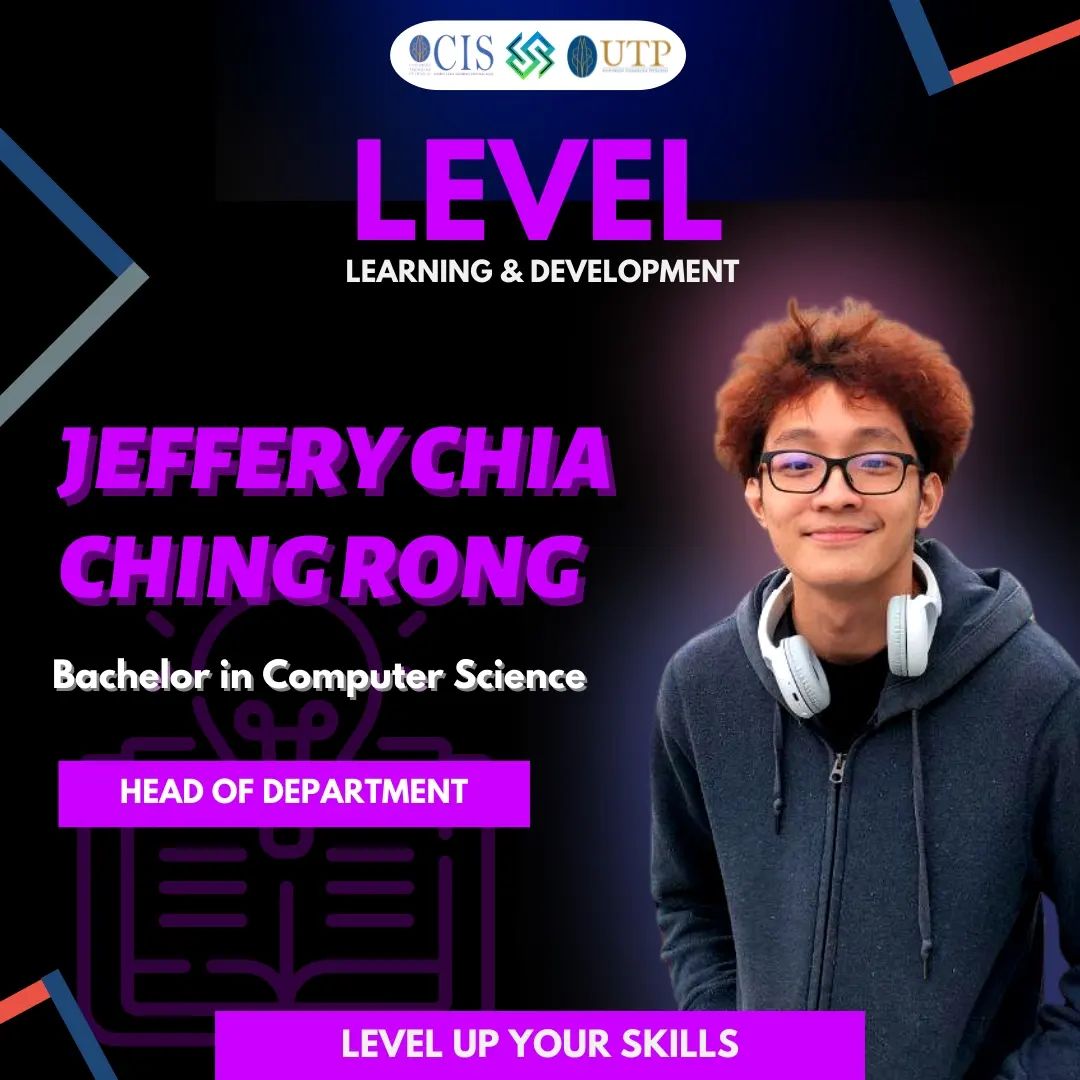 CIS
UTP
LEVEL
LEARNING & DEVELOPMENT
JEFFERY CHIA
CHING RONG
Bachelor in Computer Science
HEAD OF DEPARTMENT
LEVEL UP YOUR SKILLS